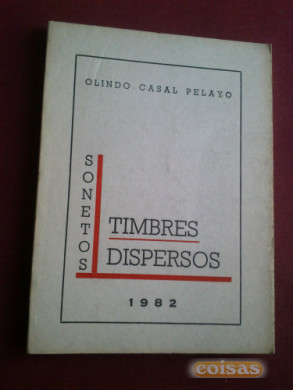 OLINDO CASAL PELAYO
SONETOS
TIMBRES
DISPERSOS
1982
coisas